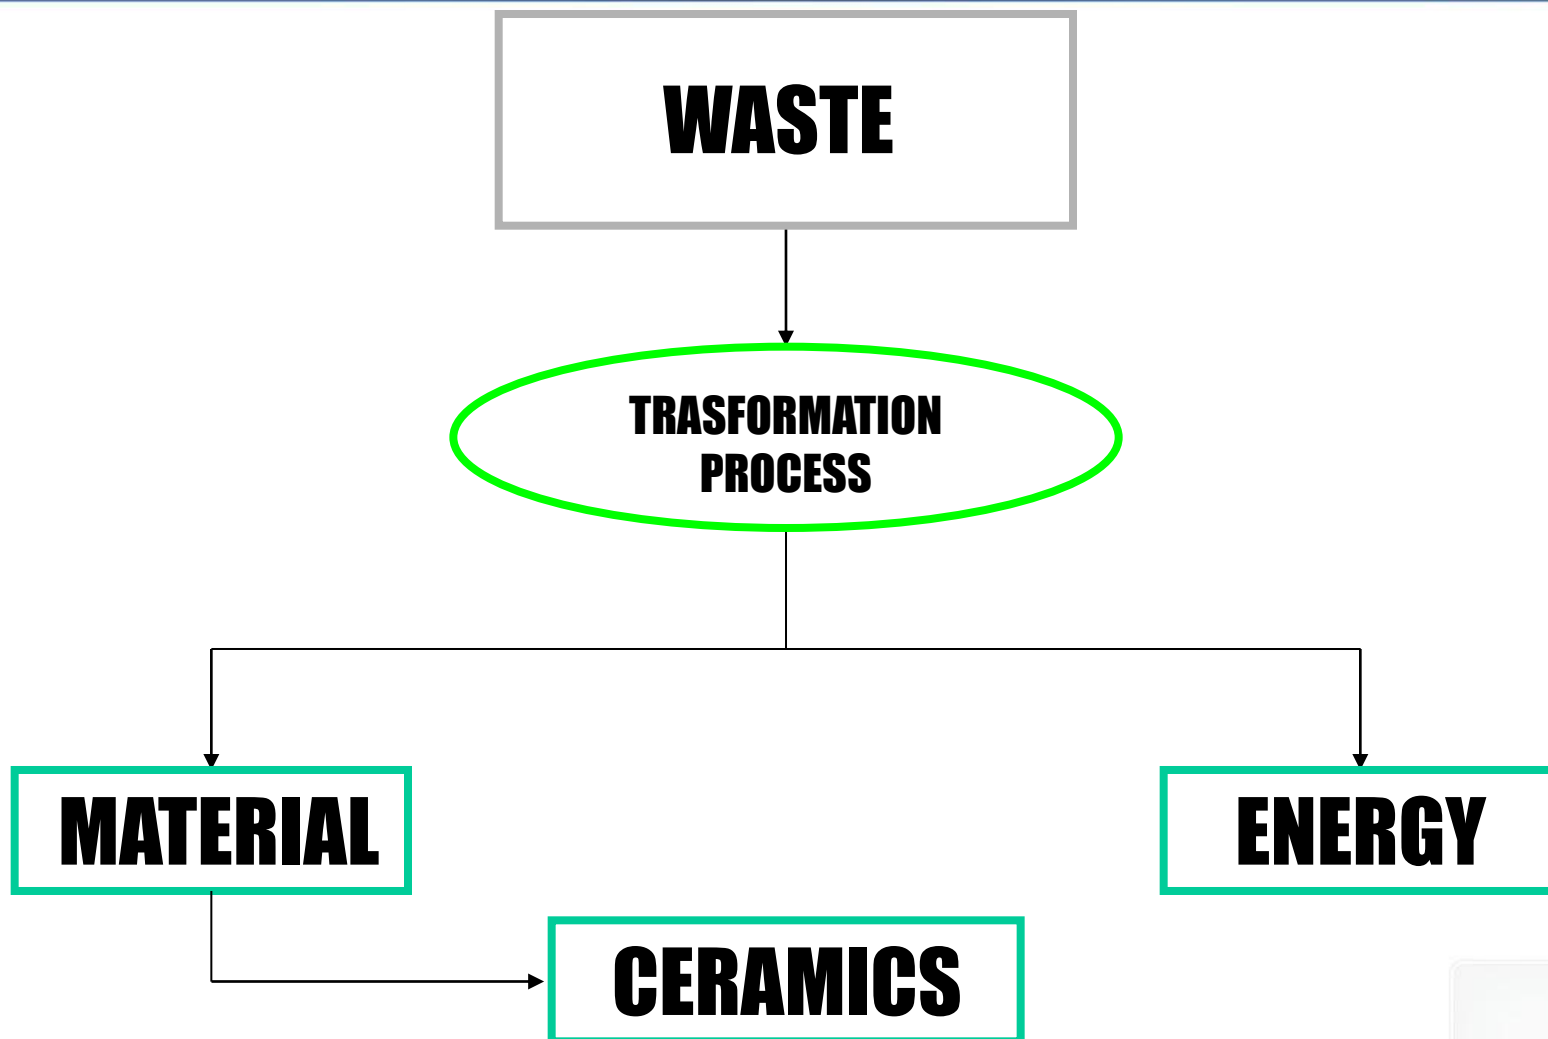 WASTE
TRASFORMATION
PROCESS
MATERIAL
ENERGY
CERAMICS